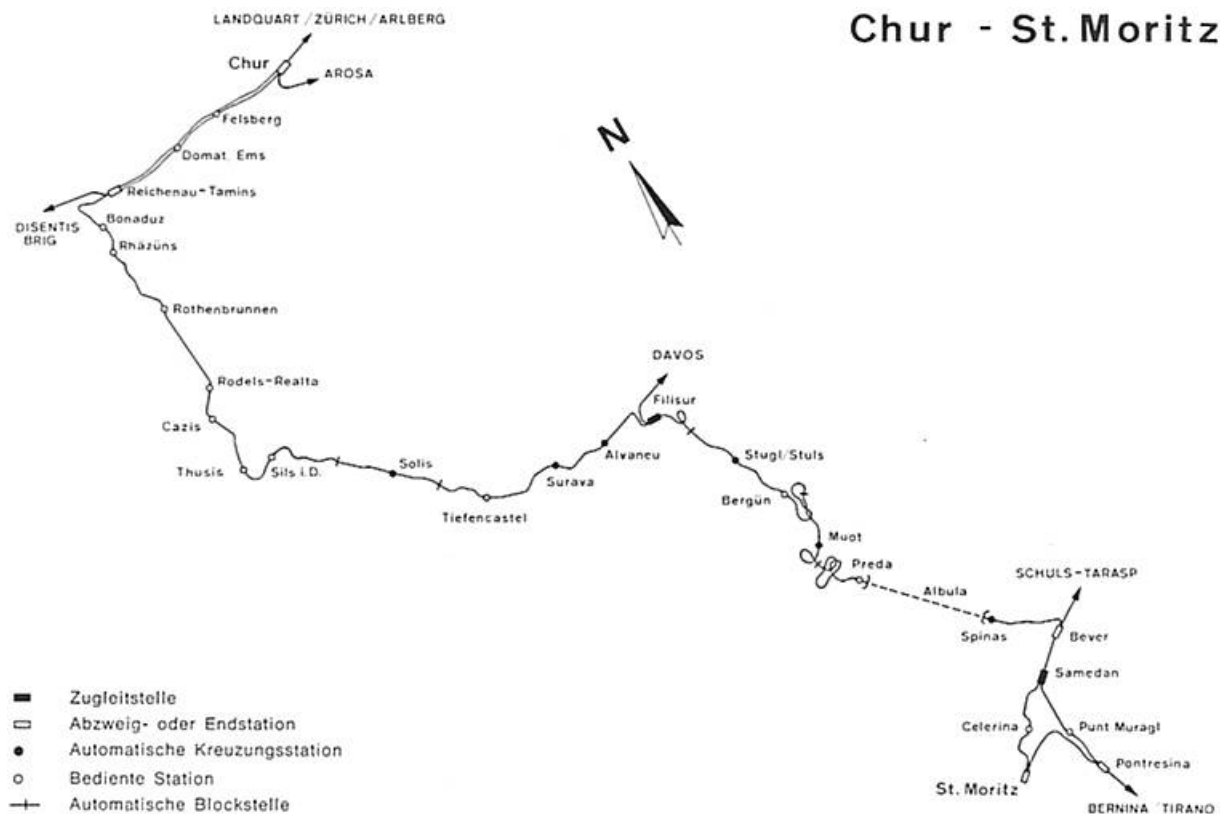 Chur - St. Moritz
LANDQUART / ZÜRICH / ARLBERG
Chur
AROSA
Felsberg
Domat. Ems
Reichenau-Tamins
DISENTIS
BRIG
Bonaduz
Rhäzüns
Rothenbrunnen
Rodels-Realta
Cazis
Thusis
Sils i.D.
Solis
Tiefencastel
Surava
Alvaneu
DAVOS
Filisur
Stugl/Stuls
Bergün
Muot
Preda
Albula
Spinas
SCHULS-TARASP
Bever
Samedan
Celerina
Punt Muragl
Pontresina
St. Moritz
BERNINA / TIRANO
N
Zugleitstelle
Abzweig- oder Endstation
Automatische Kreuzungsstation
Bediente Station
Automatische Blockstelle